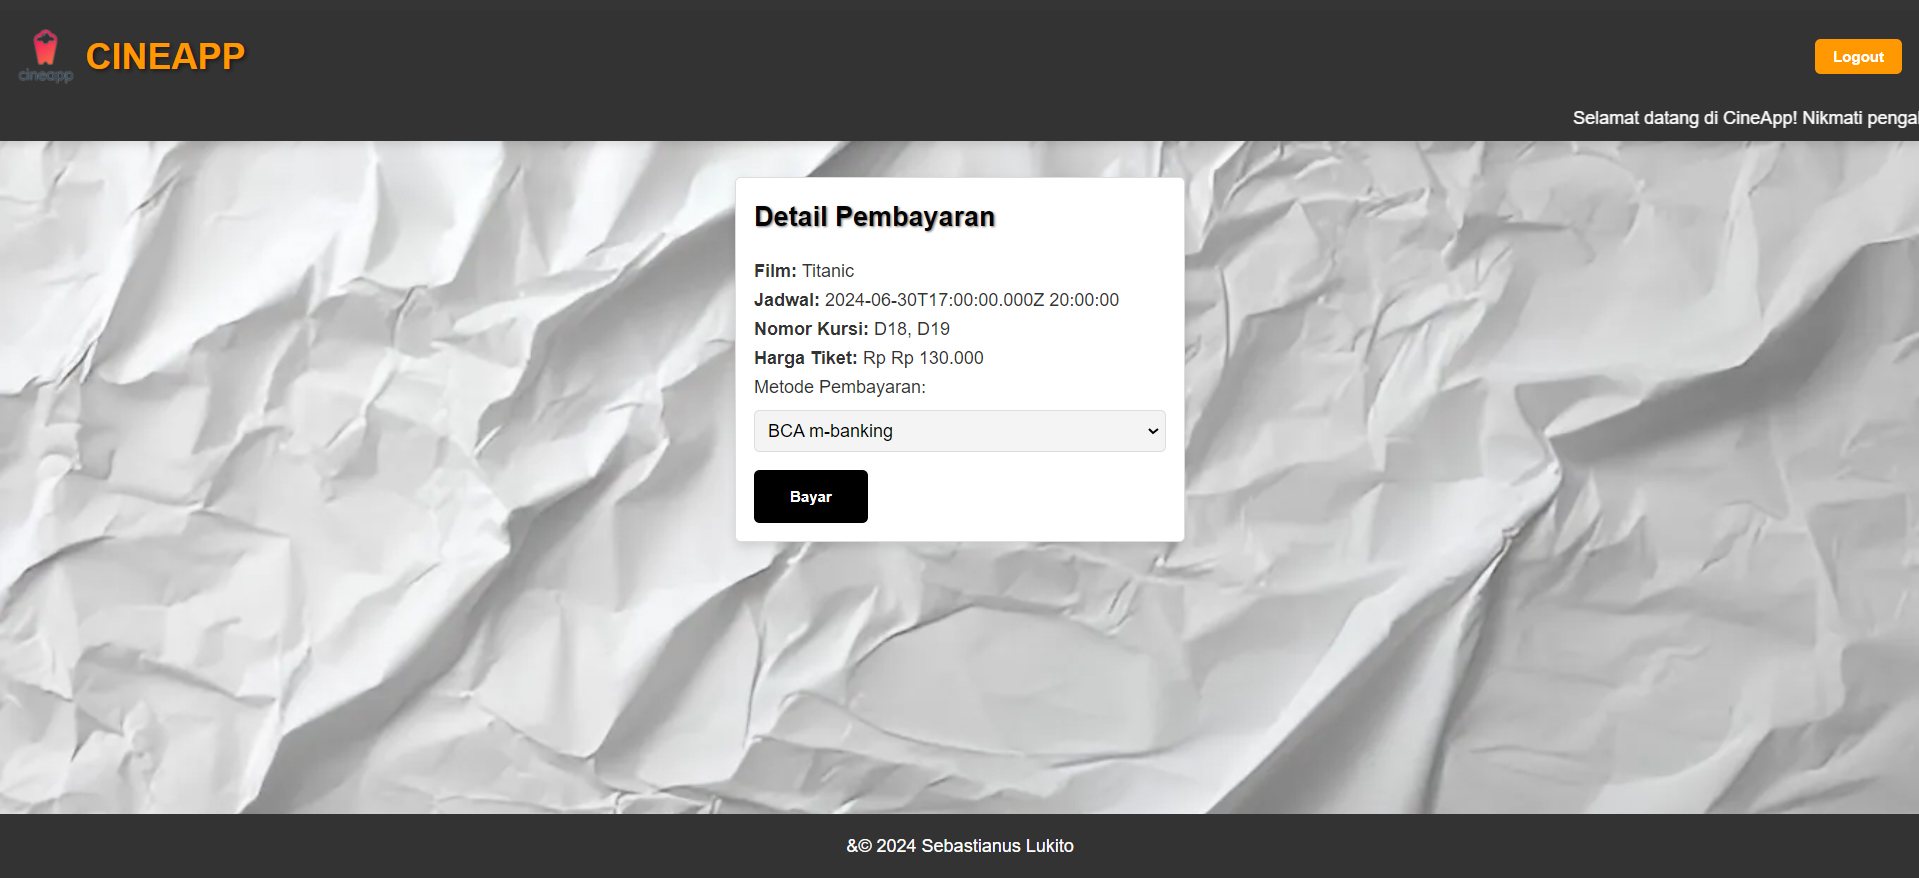 cineapp
CINEAPP
Logout
Selamat datang di CineApp! Nikmati
Detail Pembayaran
Film: Titanic
Jadwal: 2024-06-30T17:00:00.000Z 20:00:00
Nomor Kursi: D18, D19
Harga Tiket: Rp Rp 130.000
Metode Pembayaran:
BCA m-banking
Bayar
&© 2024 Sebastianus Lukito